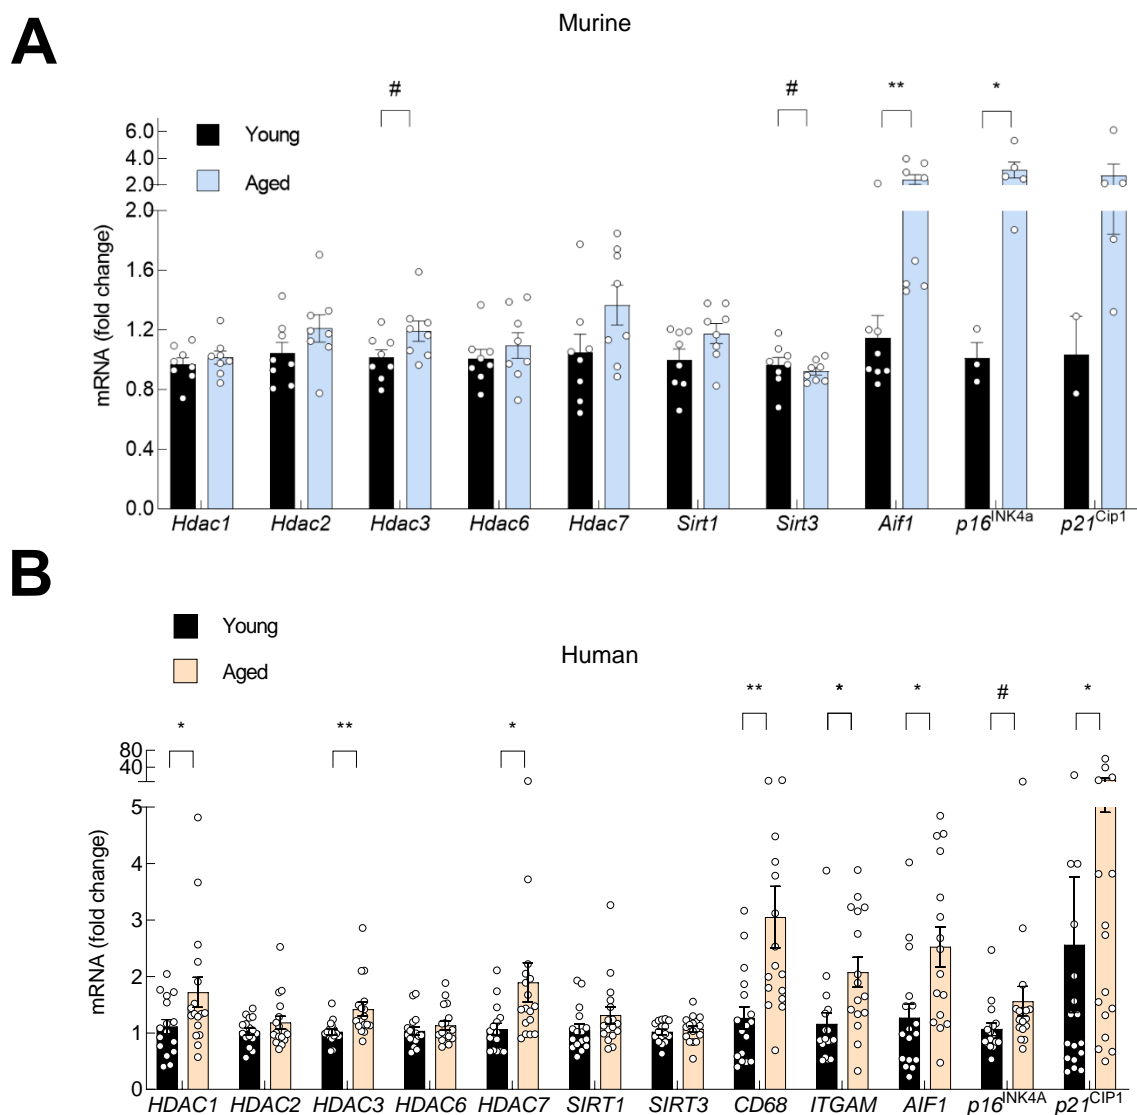 A
Murine
# # ** *
Young
Aged
6.0
4.0
2.0
2.0
1.6
1.2
0.8
0.4
0.0
mRNA (fold change)
Hdac1 Hdac2 Hdac3 Hdac6 Hdac7 Sirt1 Sirt3 Aif1 p16INK4a p21Cip1
B
Young
Aged
Human
* ** * ** * * # *
80
40
5
4
3
2
1
0
mRNA (fold change)
HDAC1 HDAC2 HDAC3 HDAC6 HDAC7 SIRT1 SIRT3 CD68 ITGAM AIF1 p16INK4A p21CIP1